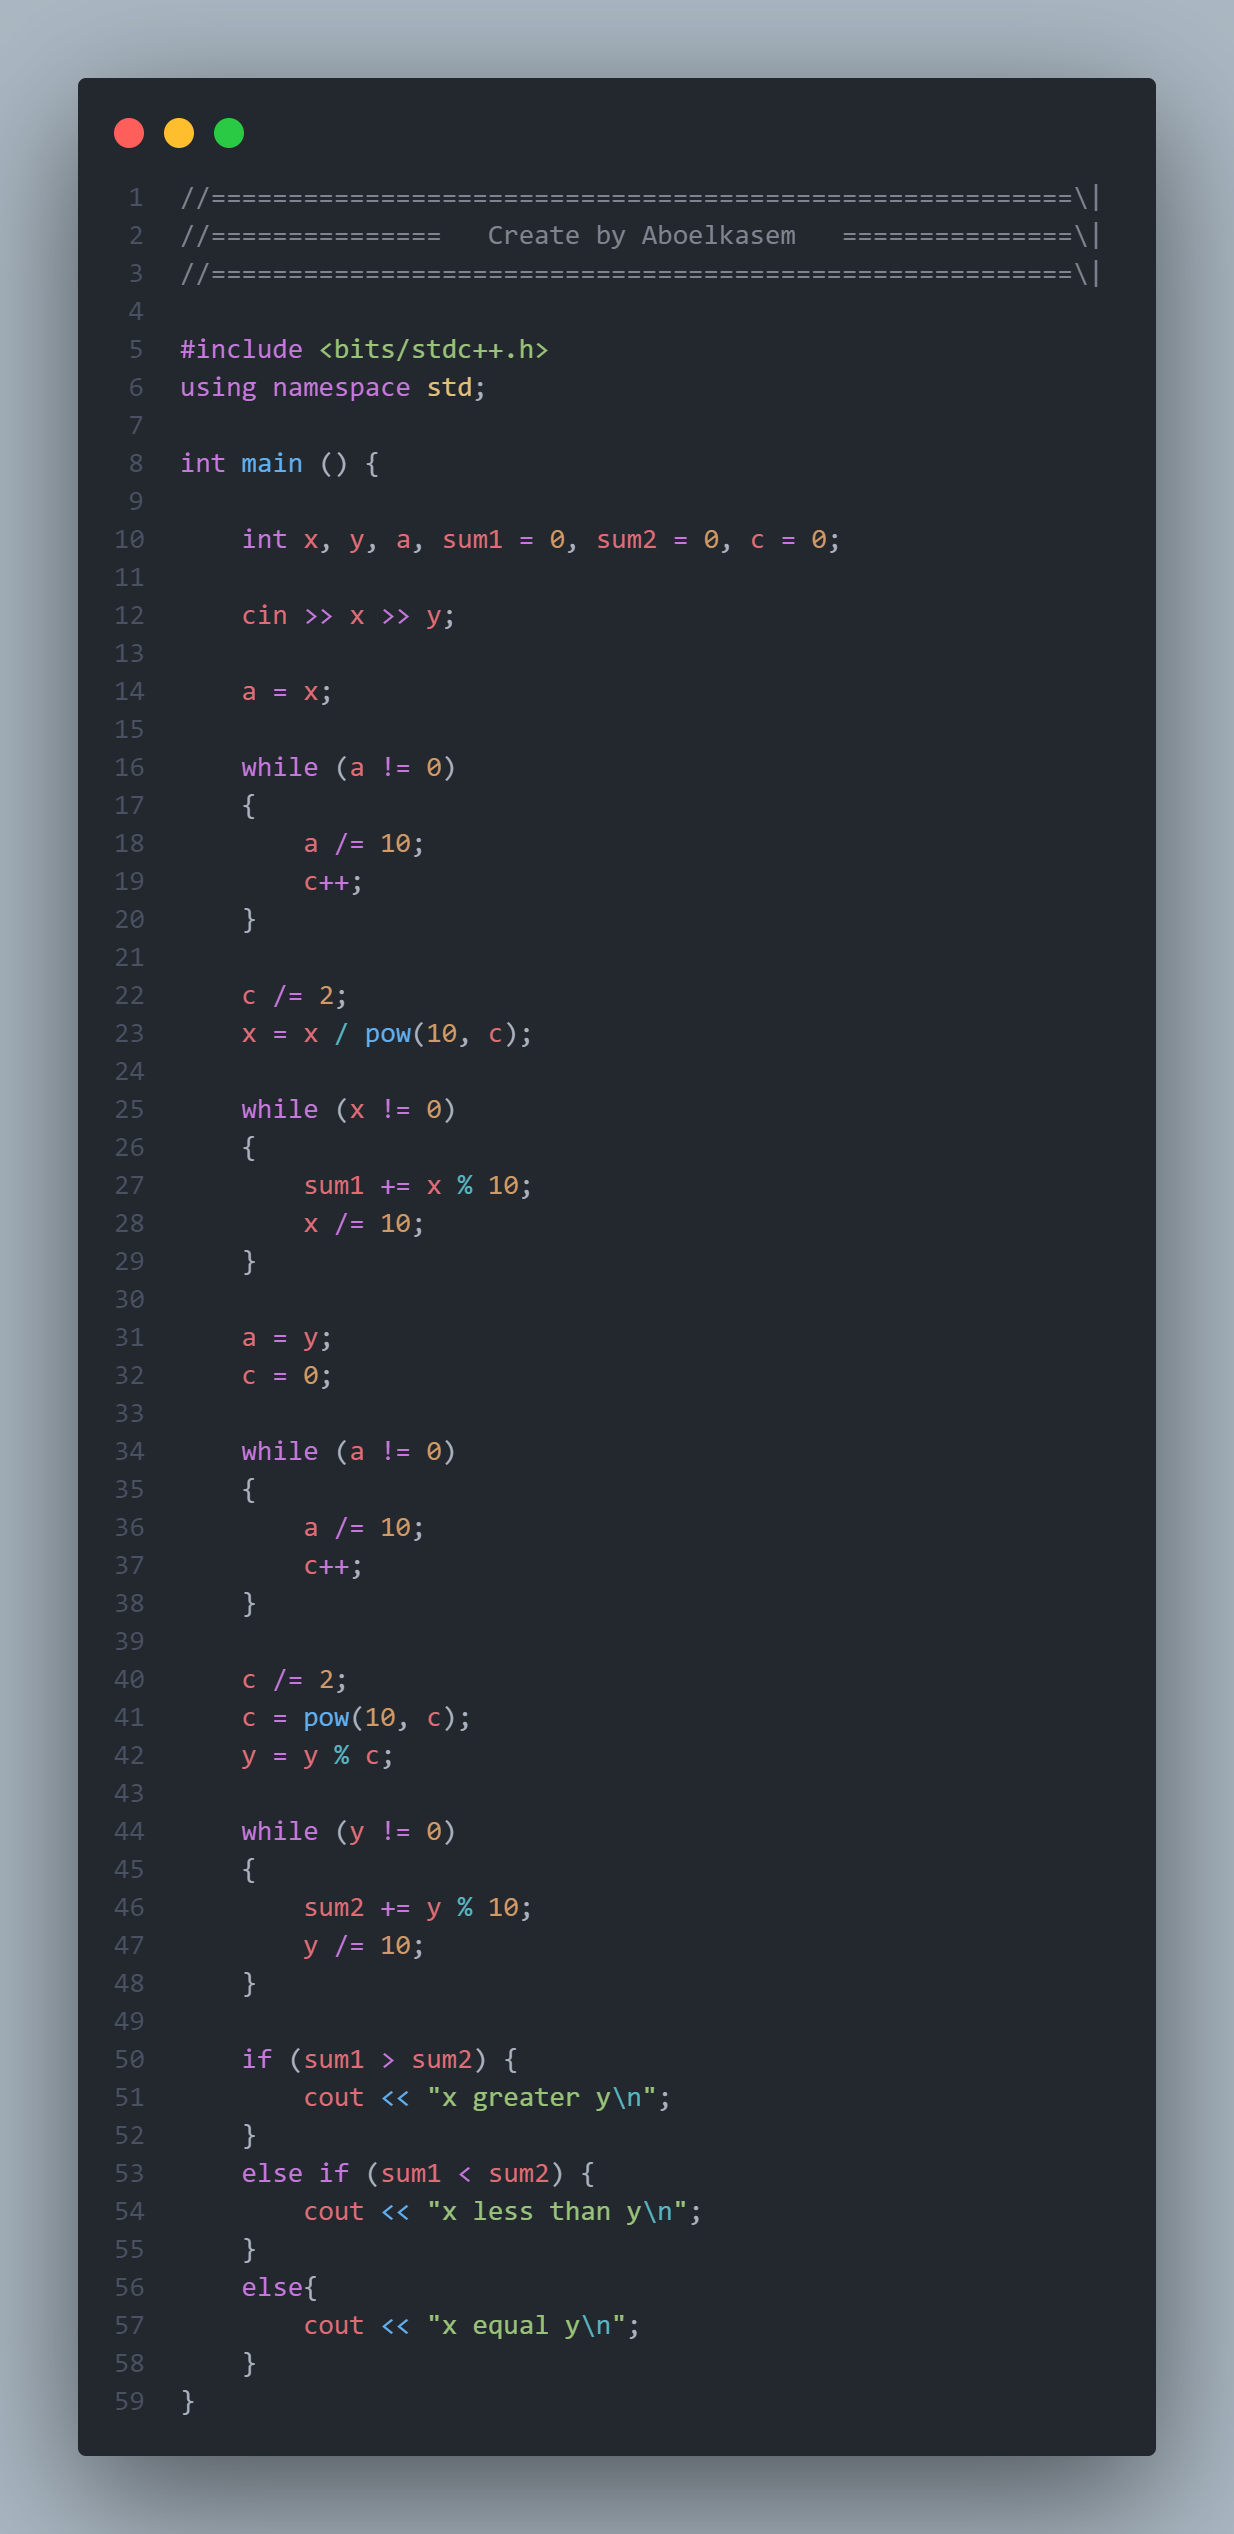 1 //========================================================\|
2 //===============   Create by Aboelkasem   ===============\|
3 //========================================================\|
4
5 #include <bits/stdc++.h>
6 using namespace std;
7
8 int main () {
9
10     int x, y, a, sum1 = 0, sum2 = 0, c = 0;
11
12     cin >> x >> y;
13
14     a = x;
15
16     while (a != 0)
17     {
18         a /= 10;
19         c++;
20     }
21
22     c /= 2;
23     x = x / pow(10, c);
24
25     while (x != 0)
26     {
27         sum1 += x % 10;
28         x /= 10;
29     }
30
31     a = y;
32     c = 0;
33
34     while (a != 0)
35     {
36         a /= 10;
37         c++;
38     }
39
40     c /= 2;
41     c = pow(10, c);
42     y = y % c;
43
44     while (y != 0)
45     {
46         sum2 += y % 10;
47         y /= 10;
48     }
49
50     if (sum1 > sum2) {
51         cout << "x greater y\n";
52     }
53     else if (sum1 < sum2) {
54         cout << "x less than y\n";
55     }
56     else{
57         cout << "x equal y\n";
58     }
59 }